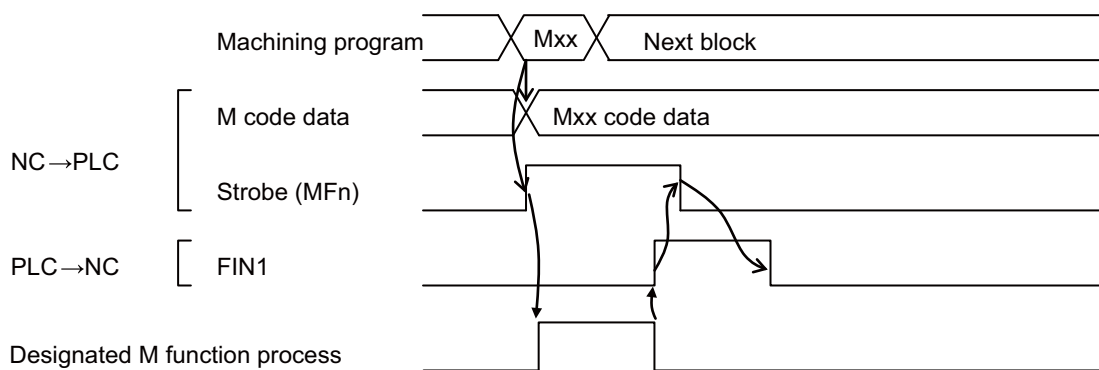 Machining program Mxx Next block
M code data Mxx code data
NC→PLC
Strobe (MFn)
PLC→NC FIN1
Designated M function process